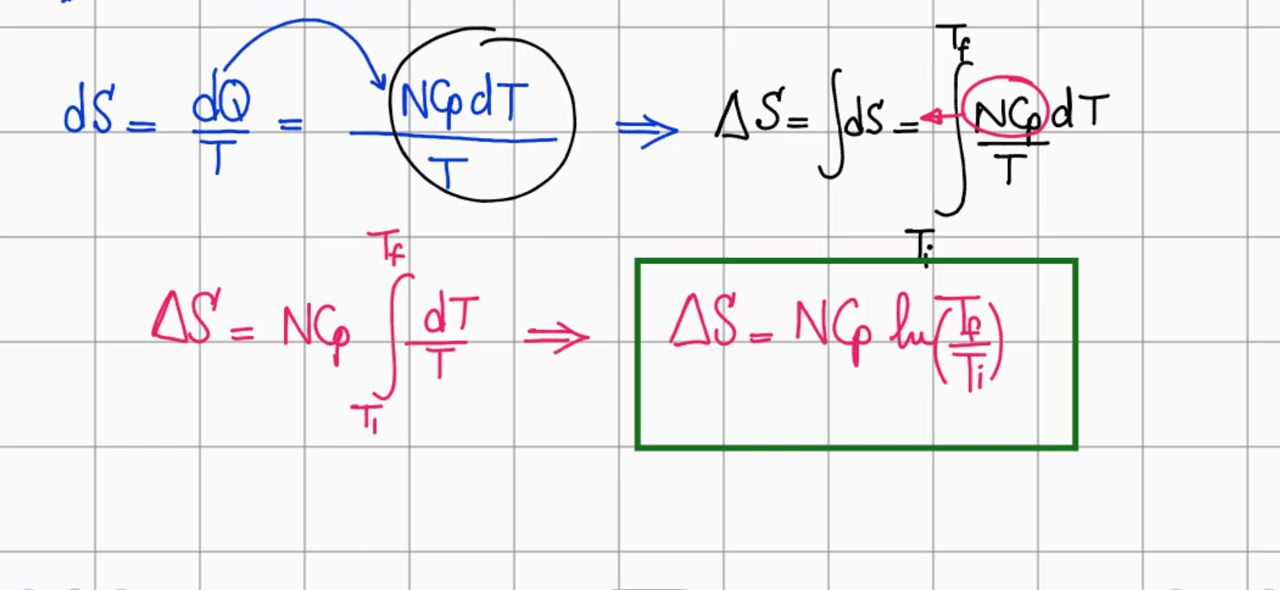 dS = dQ/T = NCp dT/T ⇒ ΔS = ∫dS = ∫_{Ti}^{Tf} NCp dT/T
ΔS = NCp ∫_{Ti}^{Tf} dT/T ⇒ ΔS = NCp ln(Tf/Ti)